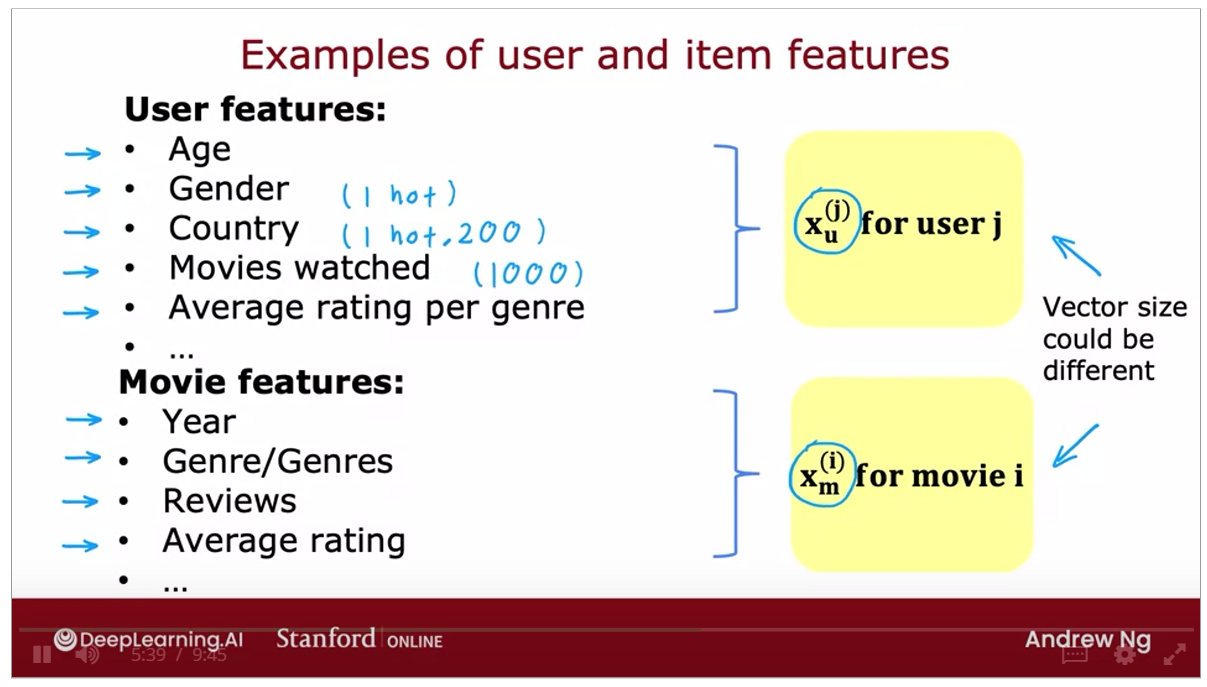 Examples of user and item features
User features:
• Age
• Gender (1 hot)
• Country (1 hot, 200)
• Movies watched (1000)
• Average rating per genre
• ...
x_u^(j) for user j
Vector size
could be
different
Movie features:
• Year
• Genre/Genres
• Reviews
• Average rating
• ...
x_m^(i) for movie i
DeepLearning.AI Stanford ONLINE Andrew Ng
5:39 / 9:45